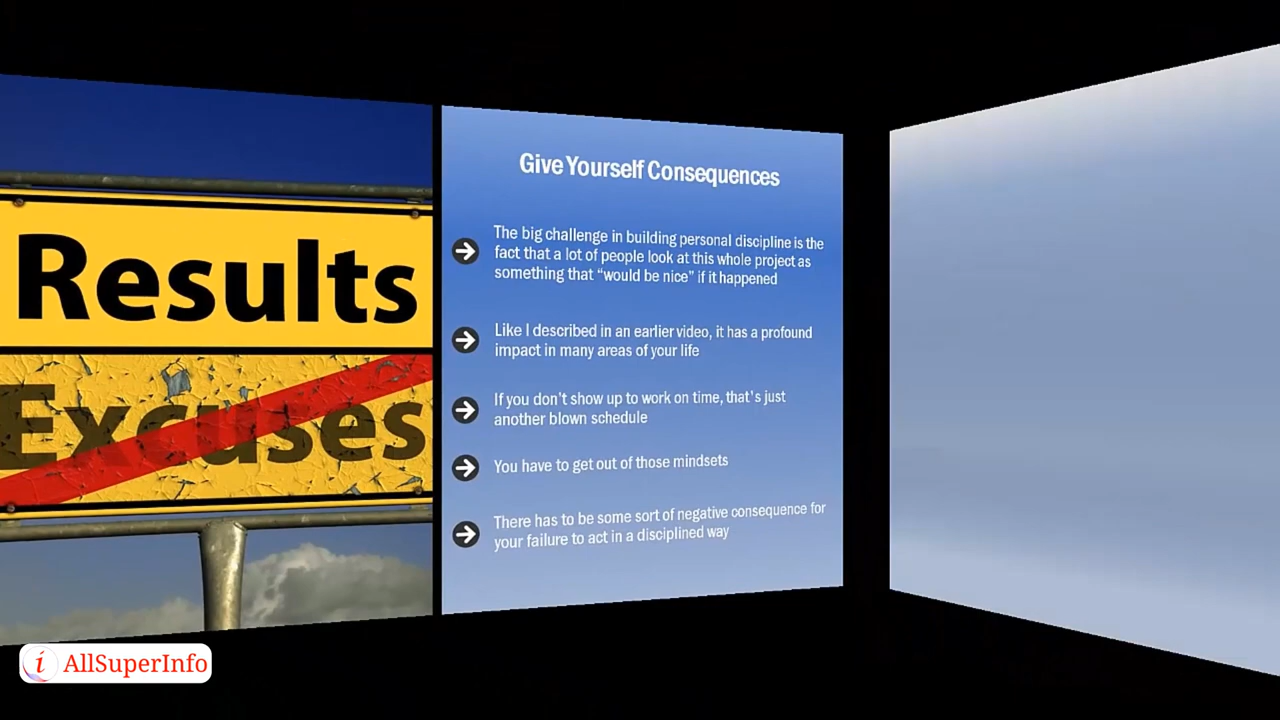 Results
Excuses
Give Yourself Consequences
The big challenge in building personal discipline is the
fact that a lot of people look at this whole project as
something that “would be nice” if it happened
Like I described in an earlier video, it has a profound
impact in many areas of your life
If you don't show up to work on time, that's just
another blown schedule
You have to get out of those mindsets
There has to be some sort of negative consequence for
your failure to act in a disciplined way
i AllSuperInfo